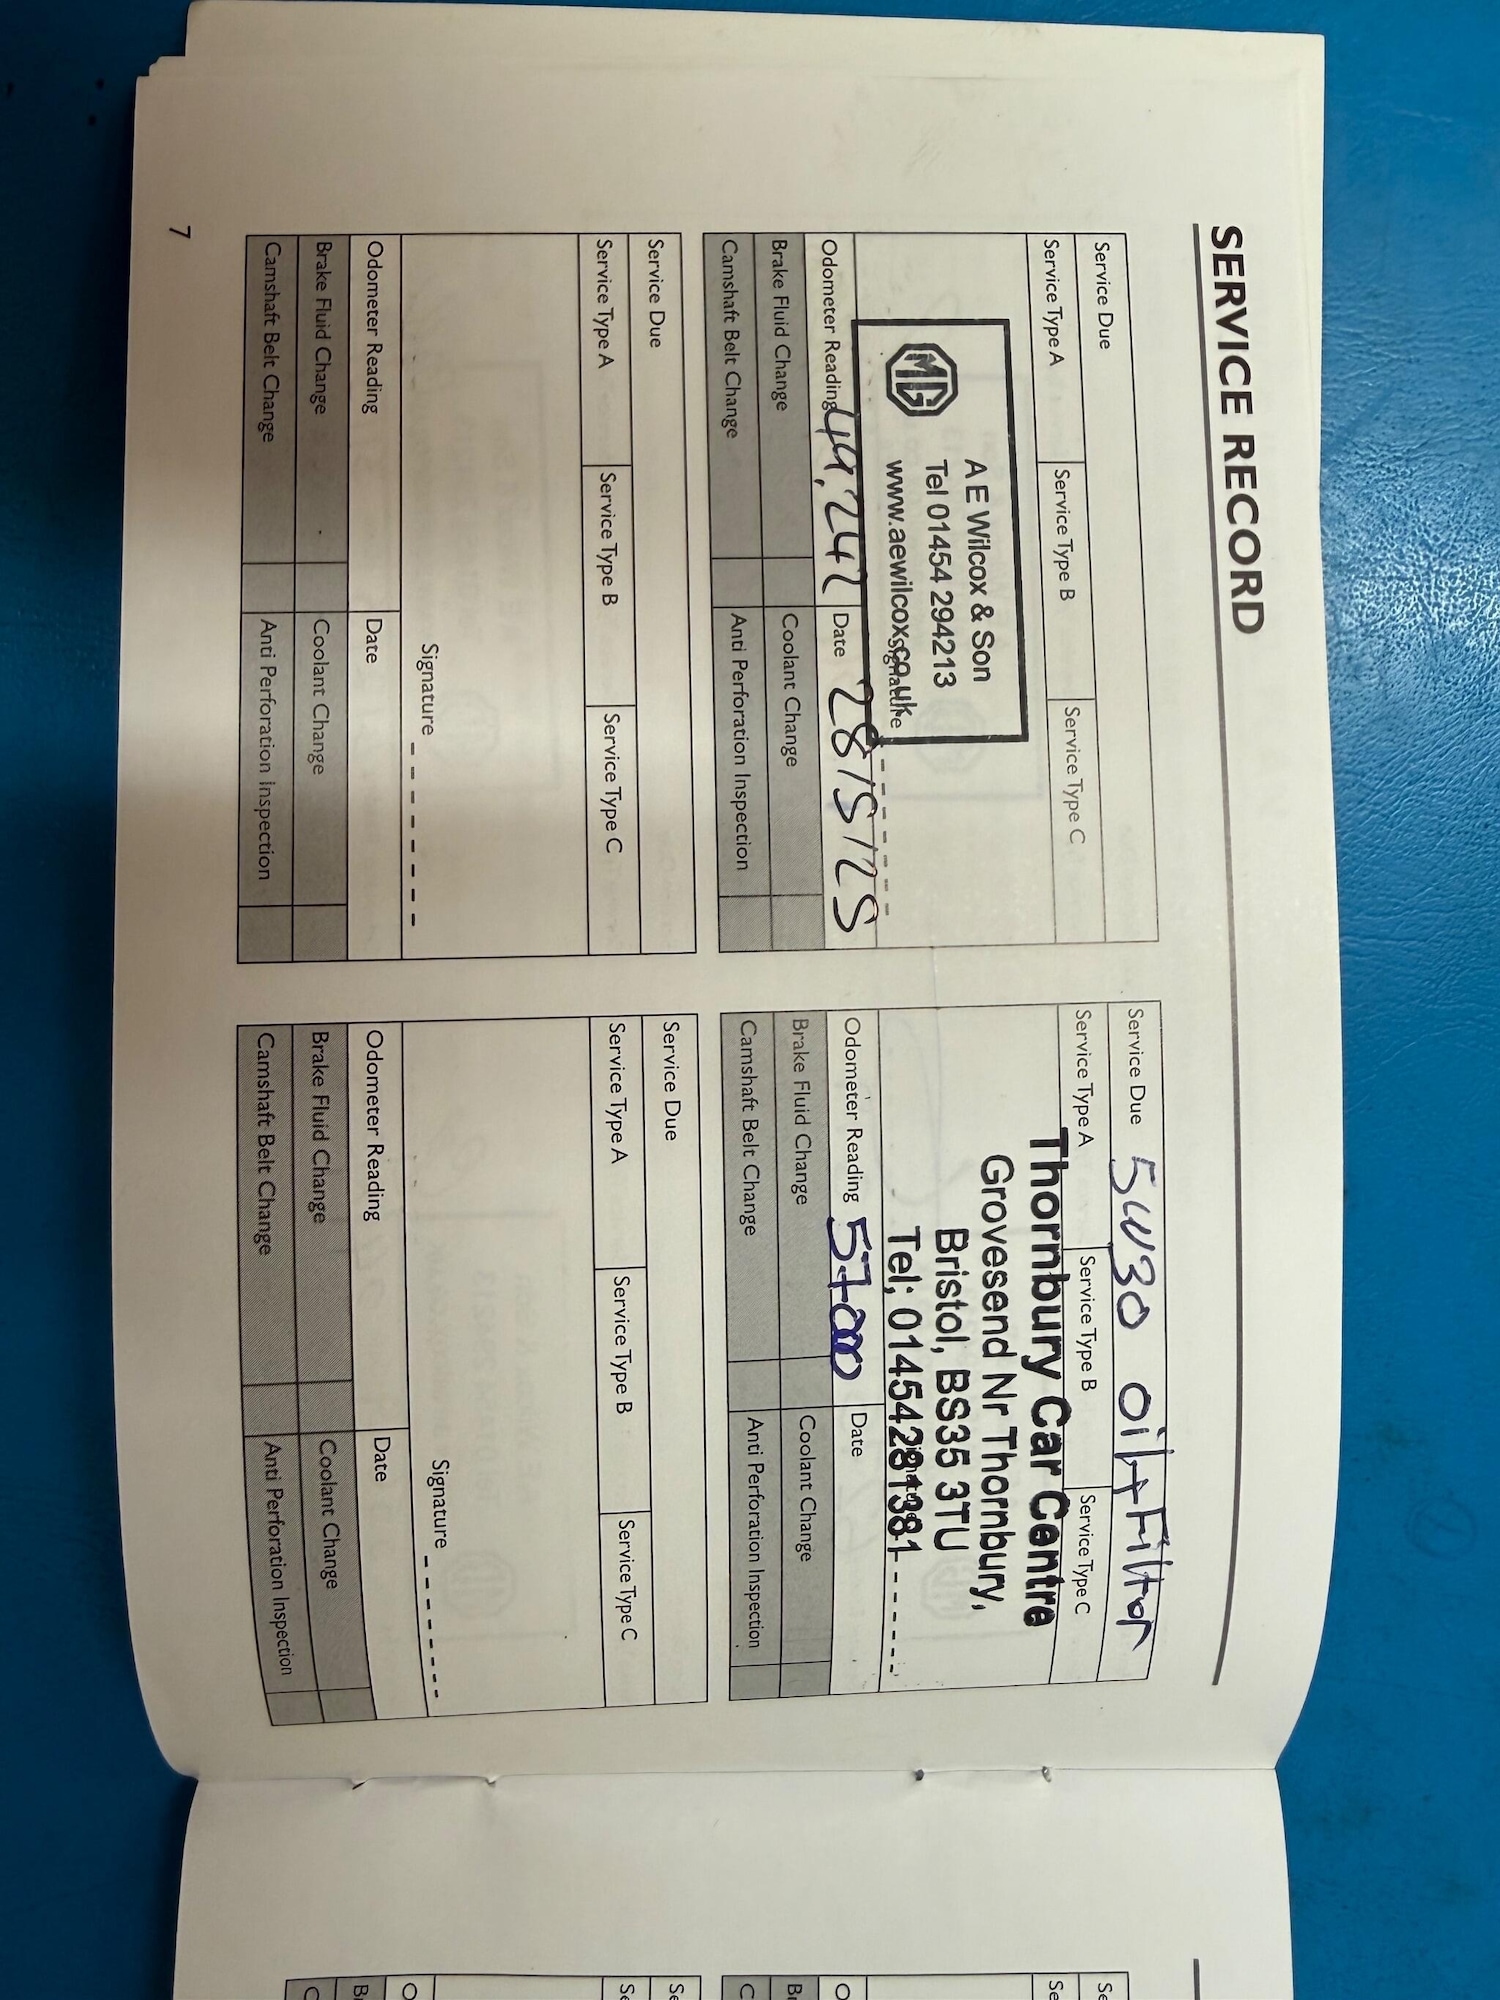 SERVICE RECORD
Service Due
Service Type A Service Type B Service Type C
MG
A E Wilcox & Son
Tel 01454 294213
www.aewilcox.co.uk
Signature
Odometer Reading 49,242 Date 28/5/25
Brake Fluid Change Coolant Change
Camshaft Belt Change Anti Perforation Inspection
Service Due 5W30 Oil + Filter
Service Type A Service Type B Service Type C
Thornbury Car Centre
Grovesend Nr Thornbury,
Bristol, BS35 3TU
Tel; 01454281381
Odometer Reading 57000 Date
Brake Fluid Change Coolant Change
Camshaft Belt Change Anti Perforation Inspection
Service Due
Service Type A Service Type B Service Type C
Signature
Odometer Reading Date
Brake Fluid Change Coolant Change
Camshaft Belt Change Anti Perforation Inspection
Service Due
Service Type A Service Type B Service Type C
Signature
Odometer Reading Date
Brake Fluid Change Coolant Change
Camshaft Belt Change Anti Perforation Inspection
7